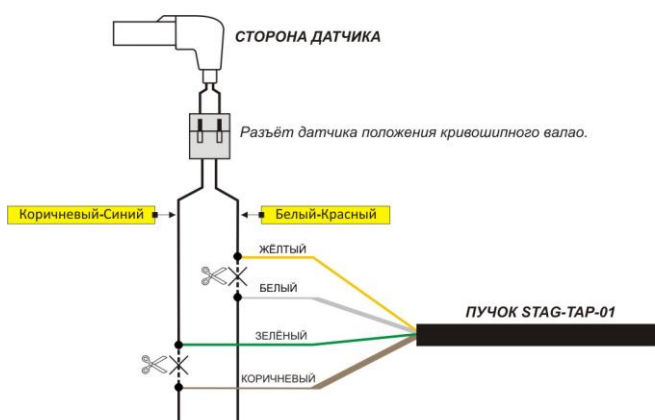 СТОРОНА ДАТЧИКА
Разъёт датчика положения кривошипного валао.
Коричневый-Синий
Белый-Красный
ЖЁЛТЫЙ
БЕЛЫЙ
ПУЧОК STAG-TAP-01
ЗЕЛЁНЫЙ
КОРИЧНЕВЫЙ